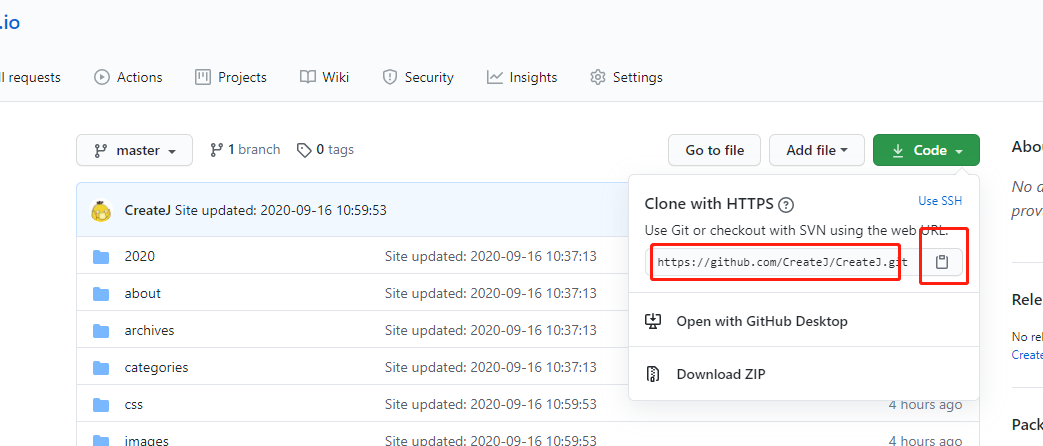 .io
ll requests Actions Projects Wiki Security Insights Settings
master 1 branch 0 tags Go to file Add file Code
CreateJ Site updated: 2020-09-16 10:59:53
Clone with HTTPS ? Use SSH
Use Git or checkout with SVN using the web URL.
https://github.com/CreateJ/CreateJ.git
Open with GitHub Desktop
Download ZIP
2020 Site updated: 2020-09-16 10:37:13
about Site updated: 2020-09-16 10:37:13
archives Site updated: 2020-09-16 10:37:13
categories Site updated: 2020-09-16 10:37:13
css Site updated: 2020-09-16 10:59:53 4 hours ago
images Site updated: 2020-09-16 10:59:53 4 hours ago
Abou
No d
provi
Rele
No rel
Create
Pack